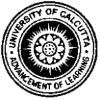 UNIVERSITY OF CALCUTTA
ADVANCEMENT OF LEARNING